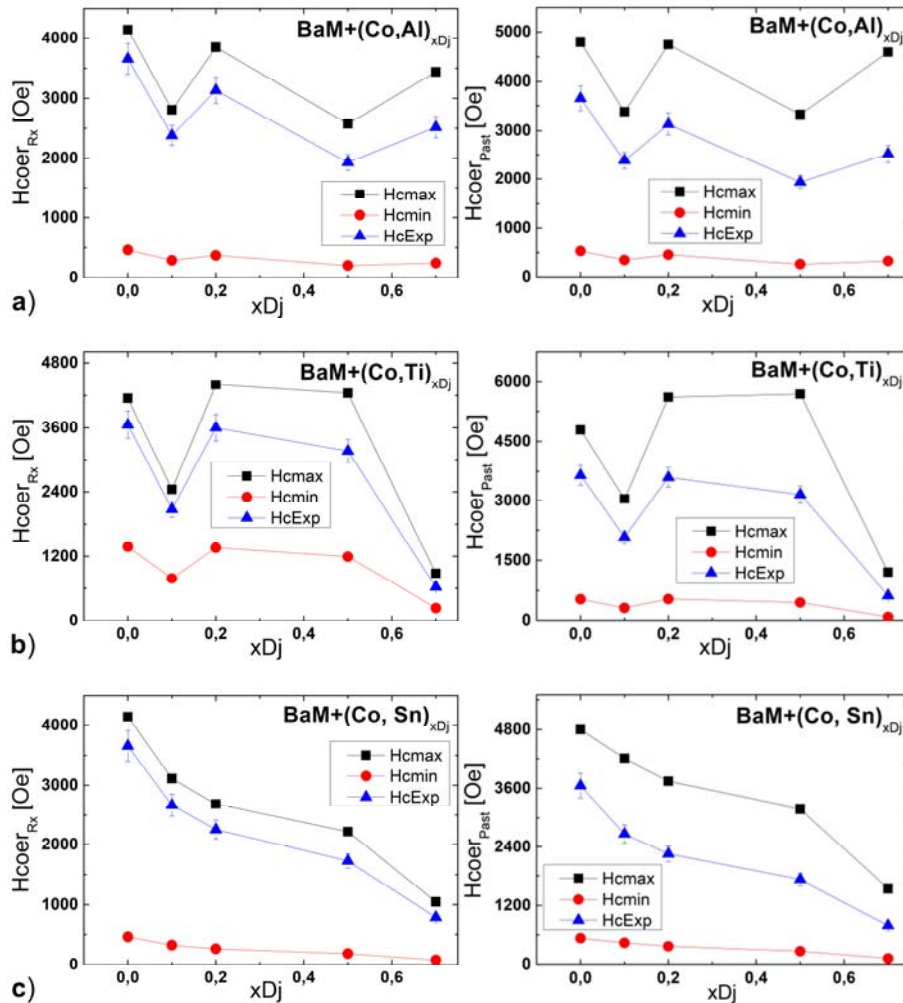 BaM+(Co,Al)xDj
Hcoer_Rx [Oe]
4000
3000
2000
1000
0
Hcmax
Hcmin
HcExp
0,0 0,2 0,4 0,6
xDj
a)
BaM+(Co,Al)xDj
Hcoer_Past [Oe]
5000
4000
3000
2000
1000
0
Hcmax
Hcmin
HcExp
0,0 0,2 0,4 0,6
xDj
BaM+(Co,Ti)xDj
Hcoer_Rx [Oe]
4800
3600
2400
1200
0
Hcmax
Hcmin
HcExp
0,0 0,2 0,4 0,6
xDj
b)
BaM+(Co,Ti)xDj
Hcoer_Past [Oe]
6000
4500
3000
1500
0
Hcmax
Hcmin
HcExp
0,0 0,2 0,4 0,6
xDj
BaM+(Co, Sn)xDj
Hcoer_Rx [Oe]
4000
3000
2000
1000
0
Hcmax
Hcmin
HcExp
0,0 0,2 0,4 0,6
xDj
c)
BaM+(Co, Sn)xDj
Hcoer_Past [Oe]
4800
3600
2400
1200
0
Hcmax
Hcmin
HcExp
0,0 0,2 0,4 0,6
xDj